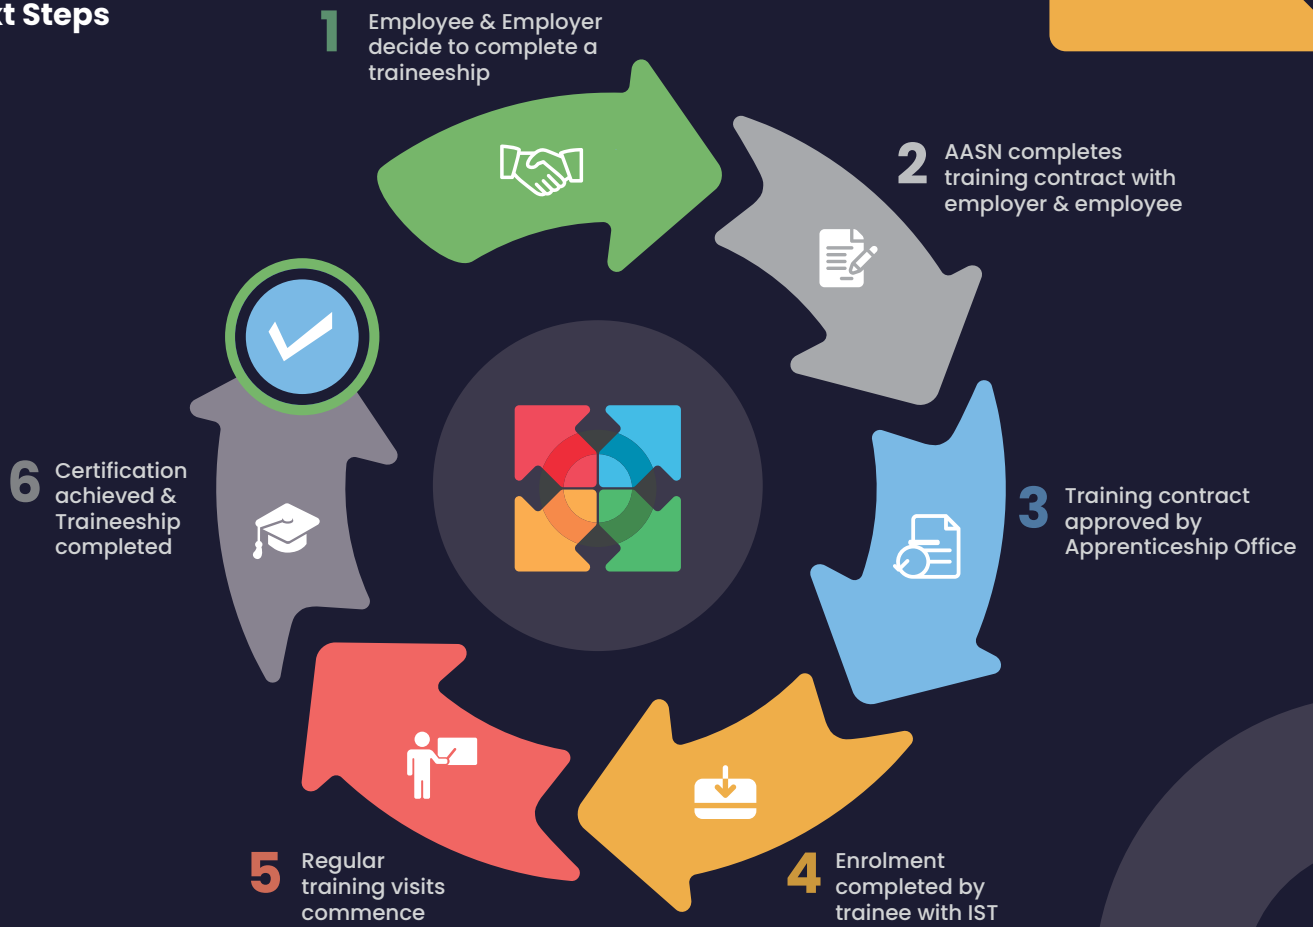 t Steps
1
Employee & Employer
decide to complete a
traineeship
2
AASN completes
training contract with
employer & employee
3
Training contract
approved by
Apprenticeship Office
4
Enrolment
completed by
trainee with IST
5
Regular
training visits
commence
6
Certification
achieved &
Traineeship
completed